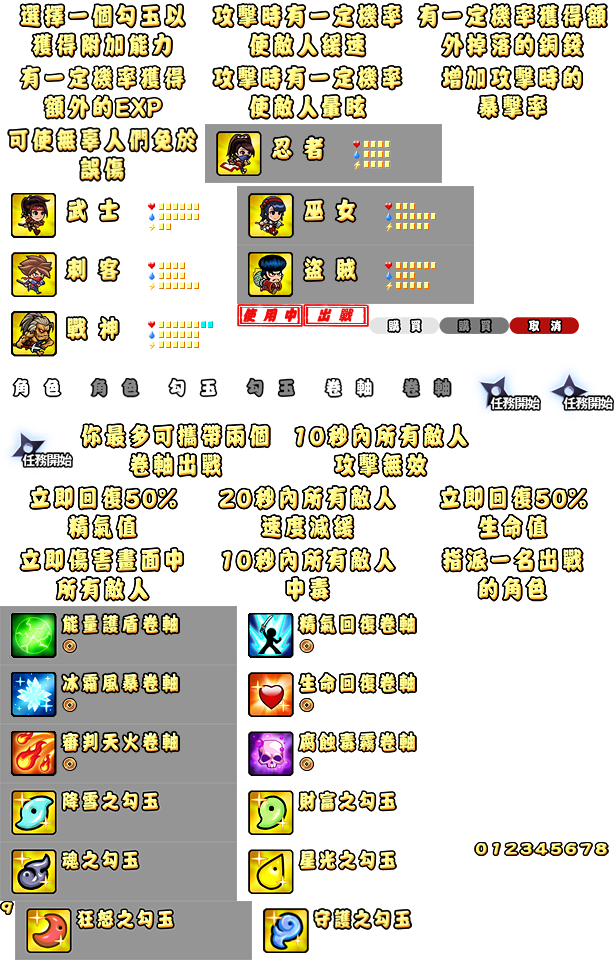 選擇一個勾玉以
獲得附加能力
攻擊時有一定機率
使敵人緩速
有一定機率獲得額
外掉落的銅錢
有一定機率獲得
額外的EXP
攻擊時有一定機率
使敵人暈眩
增加攻擊時的
暴擊率
可使無辜人們免於
誤傷
忍者
武士
巫女
刺客
盜賊
戰神
使用中
出戰
購買
購買
取消
角色
角色
勾玉
勾玉
卷軸
卷軸
任務開始
任務開始
任務開始
你最多可攜帶兩個
卷軸出戰
10秒內所有敵人
攻擊無效
立即回復50%
精氣值
20秒內所有敵人
速度減緩
立即回復50%
生命值
立即傷害畫面中
所有敵人
10秒內所有敵人
中毒
指派一名出戰
的角色
能量護盾卷軸
精氣回復卷軸
冰霜風暴卷軸
生命回復卷軸
審判天火卷軸
腐蝕毒霧卷軸
降雪之勾玉
財富之勾玉
魂之勾玉
星光之勾玉
012345678
9
狂怒之勾玉
守護之勾玉